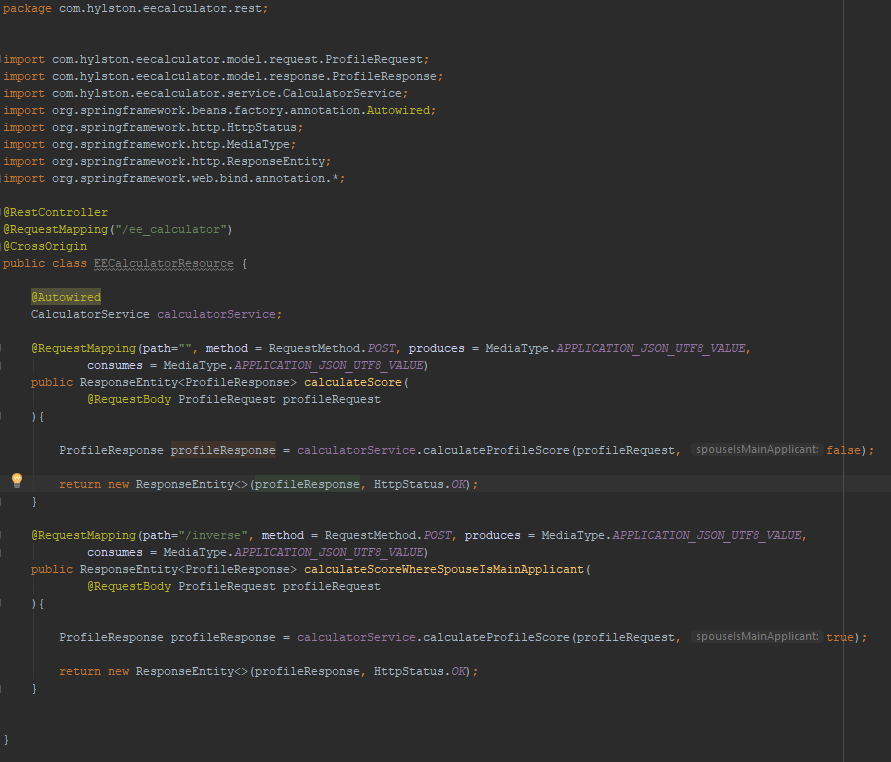 package com.hylston.eecalculator.rest;
import com.hylston.eecalculator.model.request.ProfileRequest;
import com.hylston.eecalculator.model.response.ProfileResponse;
import com.hylston.eecalculator.service.CalculatorService;
import org.springframework.beans.factory.annotation.Autowired;
import org.springframework.http.HttpStatus;
import org.springframework.http.MediaType;
import org.springframework.http.ResponseEntity;
import org.springframework.web.bind.annotation.*;
@RestController
@RequestMapping("/ee_calculator")
@CrossOrigin
public class EECalculatorResource {
@Autowired
CalculatorService calculatorService;
@RequestMapping(path="", method = RequestMethod.POST, produces = MediaType.APPLICATION_JSON_UTF8_VALUE,
consumes = MediaType.APPLICATION_JSON_UTF8_VALUE)
public ResponseEntity<ProfileResponse> calculateScore(
@RequestBody ProfileRequest profileRequest
){
ProfileResponse profileResponse = calculatorService.calculateProfileScore(profileRequest, spouseIsMainApplicant: false);
return new ResponseEntity<>(profileResponse, HttpStatus.OK);
}
@RequestMapping(path="/inverse", method = RequestMethod.POST, produces = MediaType.APPLICATION_JSON_UTF8_VALUE,
consumes = MediaType.APPLICATION_JSON_UTF8_VALUE)
public ResponseEntity<ProfileResponse> calculateScoreWhereSpouseIsMainApplicant(
@RequestBody ProfileRequest profileRequest
){
ProfileResponse profileResponse = calculatorService.calculateProfileScore(profileRequest, spouseIsMainApplicant: true);
return new ResponseEntity<>(profileResponse, HttpStatus.OK);
}
}